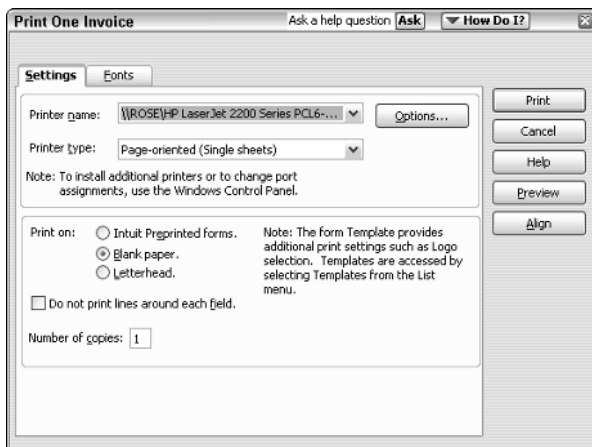 Print One Invoice
Ask a help question Ask How Do I?
Settings Fonts
Printer name: \\ROSE\HP LaserJet 2200 Series PCL6-...
Options...
Printer type: Page-oriented (Single sheets)
Note: To install additional printers or to change port
assignments, use the Windows Control Panel.
Print on: Intuit Preprinted forms.
Blank paper.
Letterhead.
Note: The form Template provides
additional print settings such as Logo
selection. Templates are accessed by
selecting Templates from the List
menu.
Do not print lines around each field.
Number of copies: 1
Print
Cancel
Help
Preview
Align